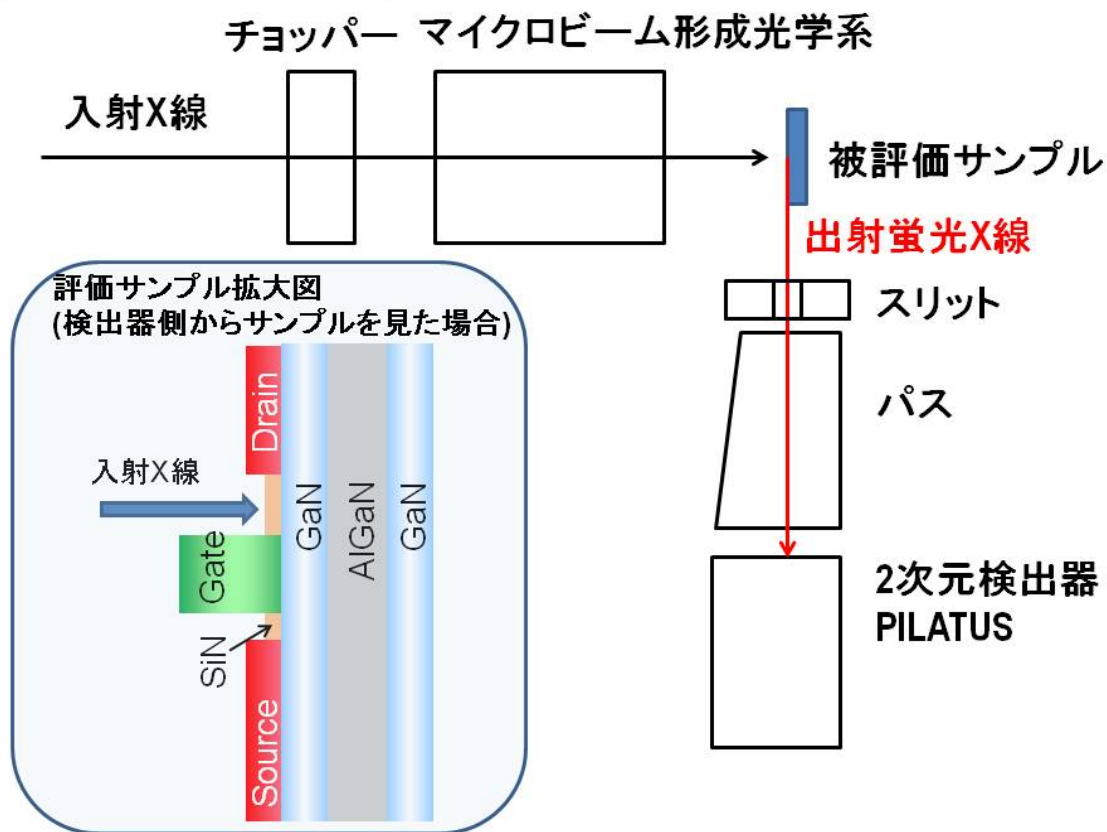 チョッパー マイクロビーム形成光学系
入射X線
被評価サンプル
出射蛍光X線
スリット
パス
2次元検出器
PILATUS
評価サンプル拡大図
(検出器側からサンプルを見た場合)
Drain
入射X線
GaN
AlGaN
GaN
Gate
SiN
Source